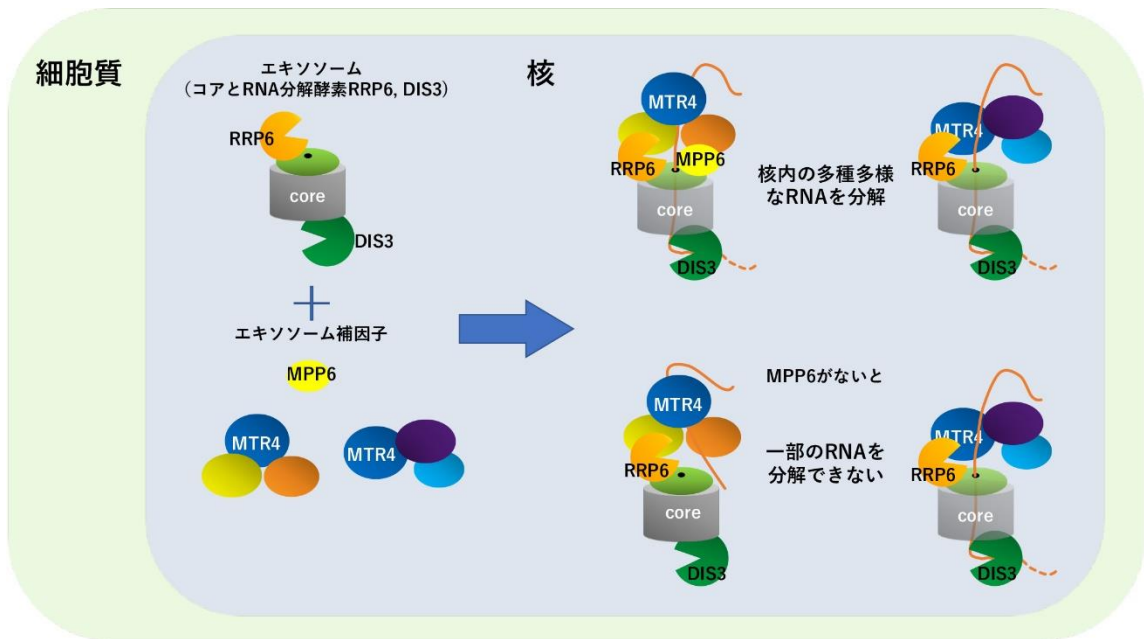 細胞質
エキソソーム
（コアとRNA分解酵素RRP6, DIS3）
RRP6
core
DIS3
エキソソーム補因子
MPP6
MTR4
MTR4
核
MTR4
MPP6
RRP6
core
DIS3
核内の多種多様
なRNAを分解
MTR4
RRP6
core
DIS3
MTR4
RRP6
core
DIS3
MPP6がないと
一部のRNAを
分解できない
MTR4
RRP6
core
DIS3